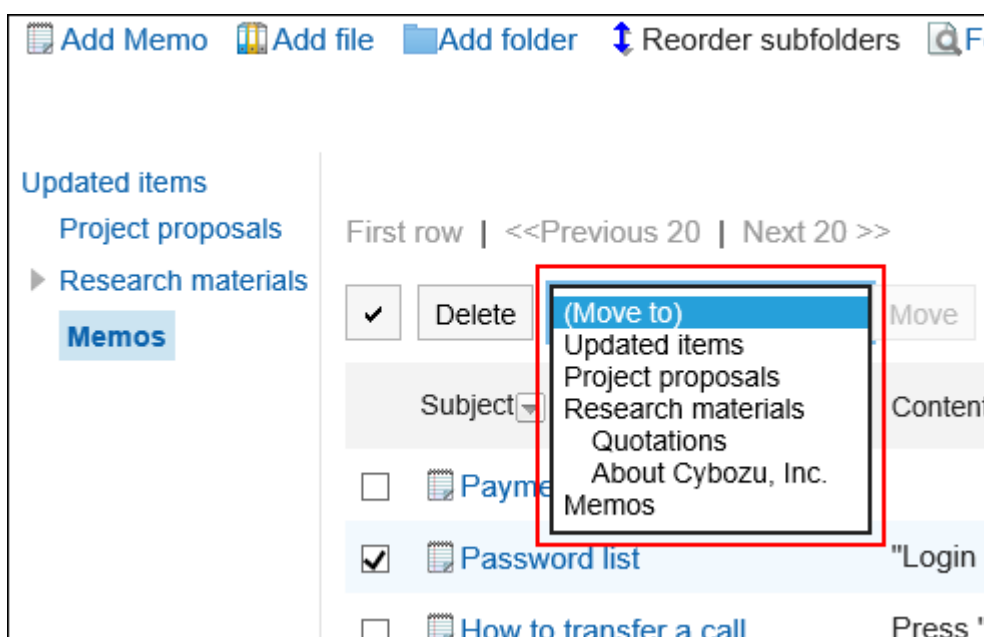 Add Memo Add file Add folder Reorder subfolders
Updated items
Project proposals
Research materials
Memos
First row | <<Previous 20 | Next 20 >>
Delete
Move
(Move to)
Updated items
Project proposals
Research materials
Quotations
About Cybozu, Inc.
Memos
Subject
Password list "Login
How to transfer a call Press "